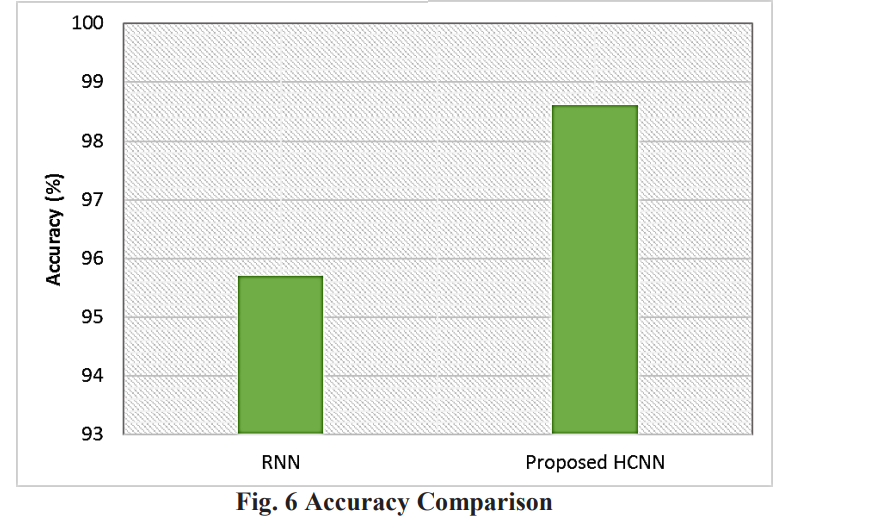 100
99
98
97
96
95
94
93
Accuracy (%)
RNN
Proposed HCNN
Fig. 6 Accuracy Comparison